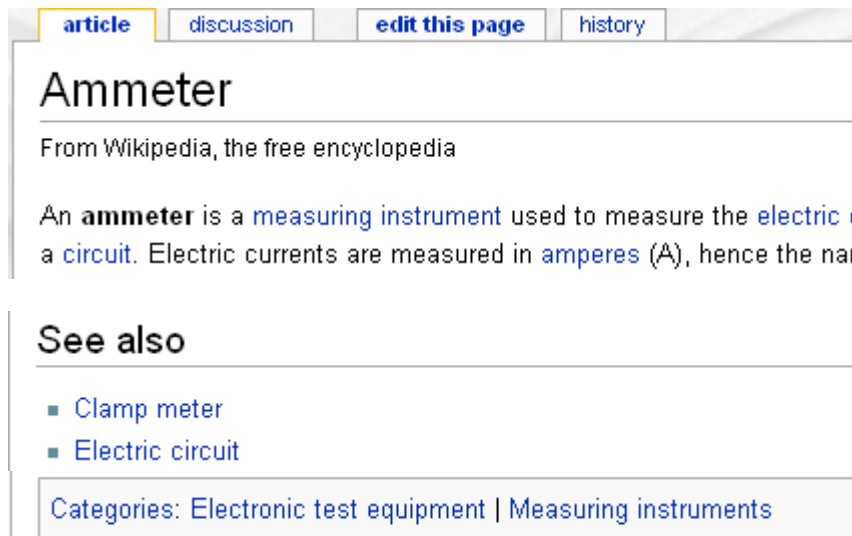 article discussion edit this page history
Ammeter
From Wikipedia, the free encyclopedia
An ammeter is a measuring instrument used to measure the electric
a circuit. Electric currents are measured in amperes (A), hence the
See also
Clamp meter
Electric circuit
Categories: Electronic test equipment | Measuring instruments